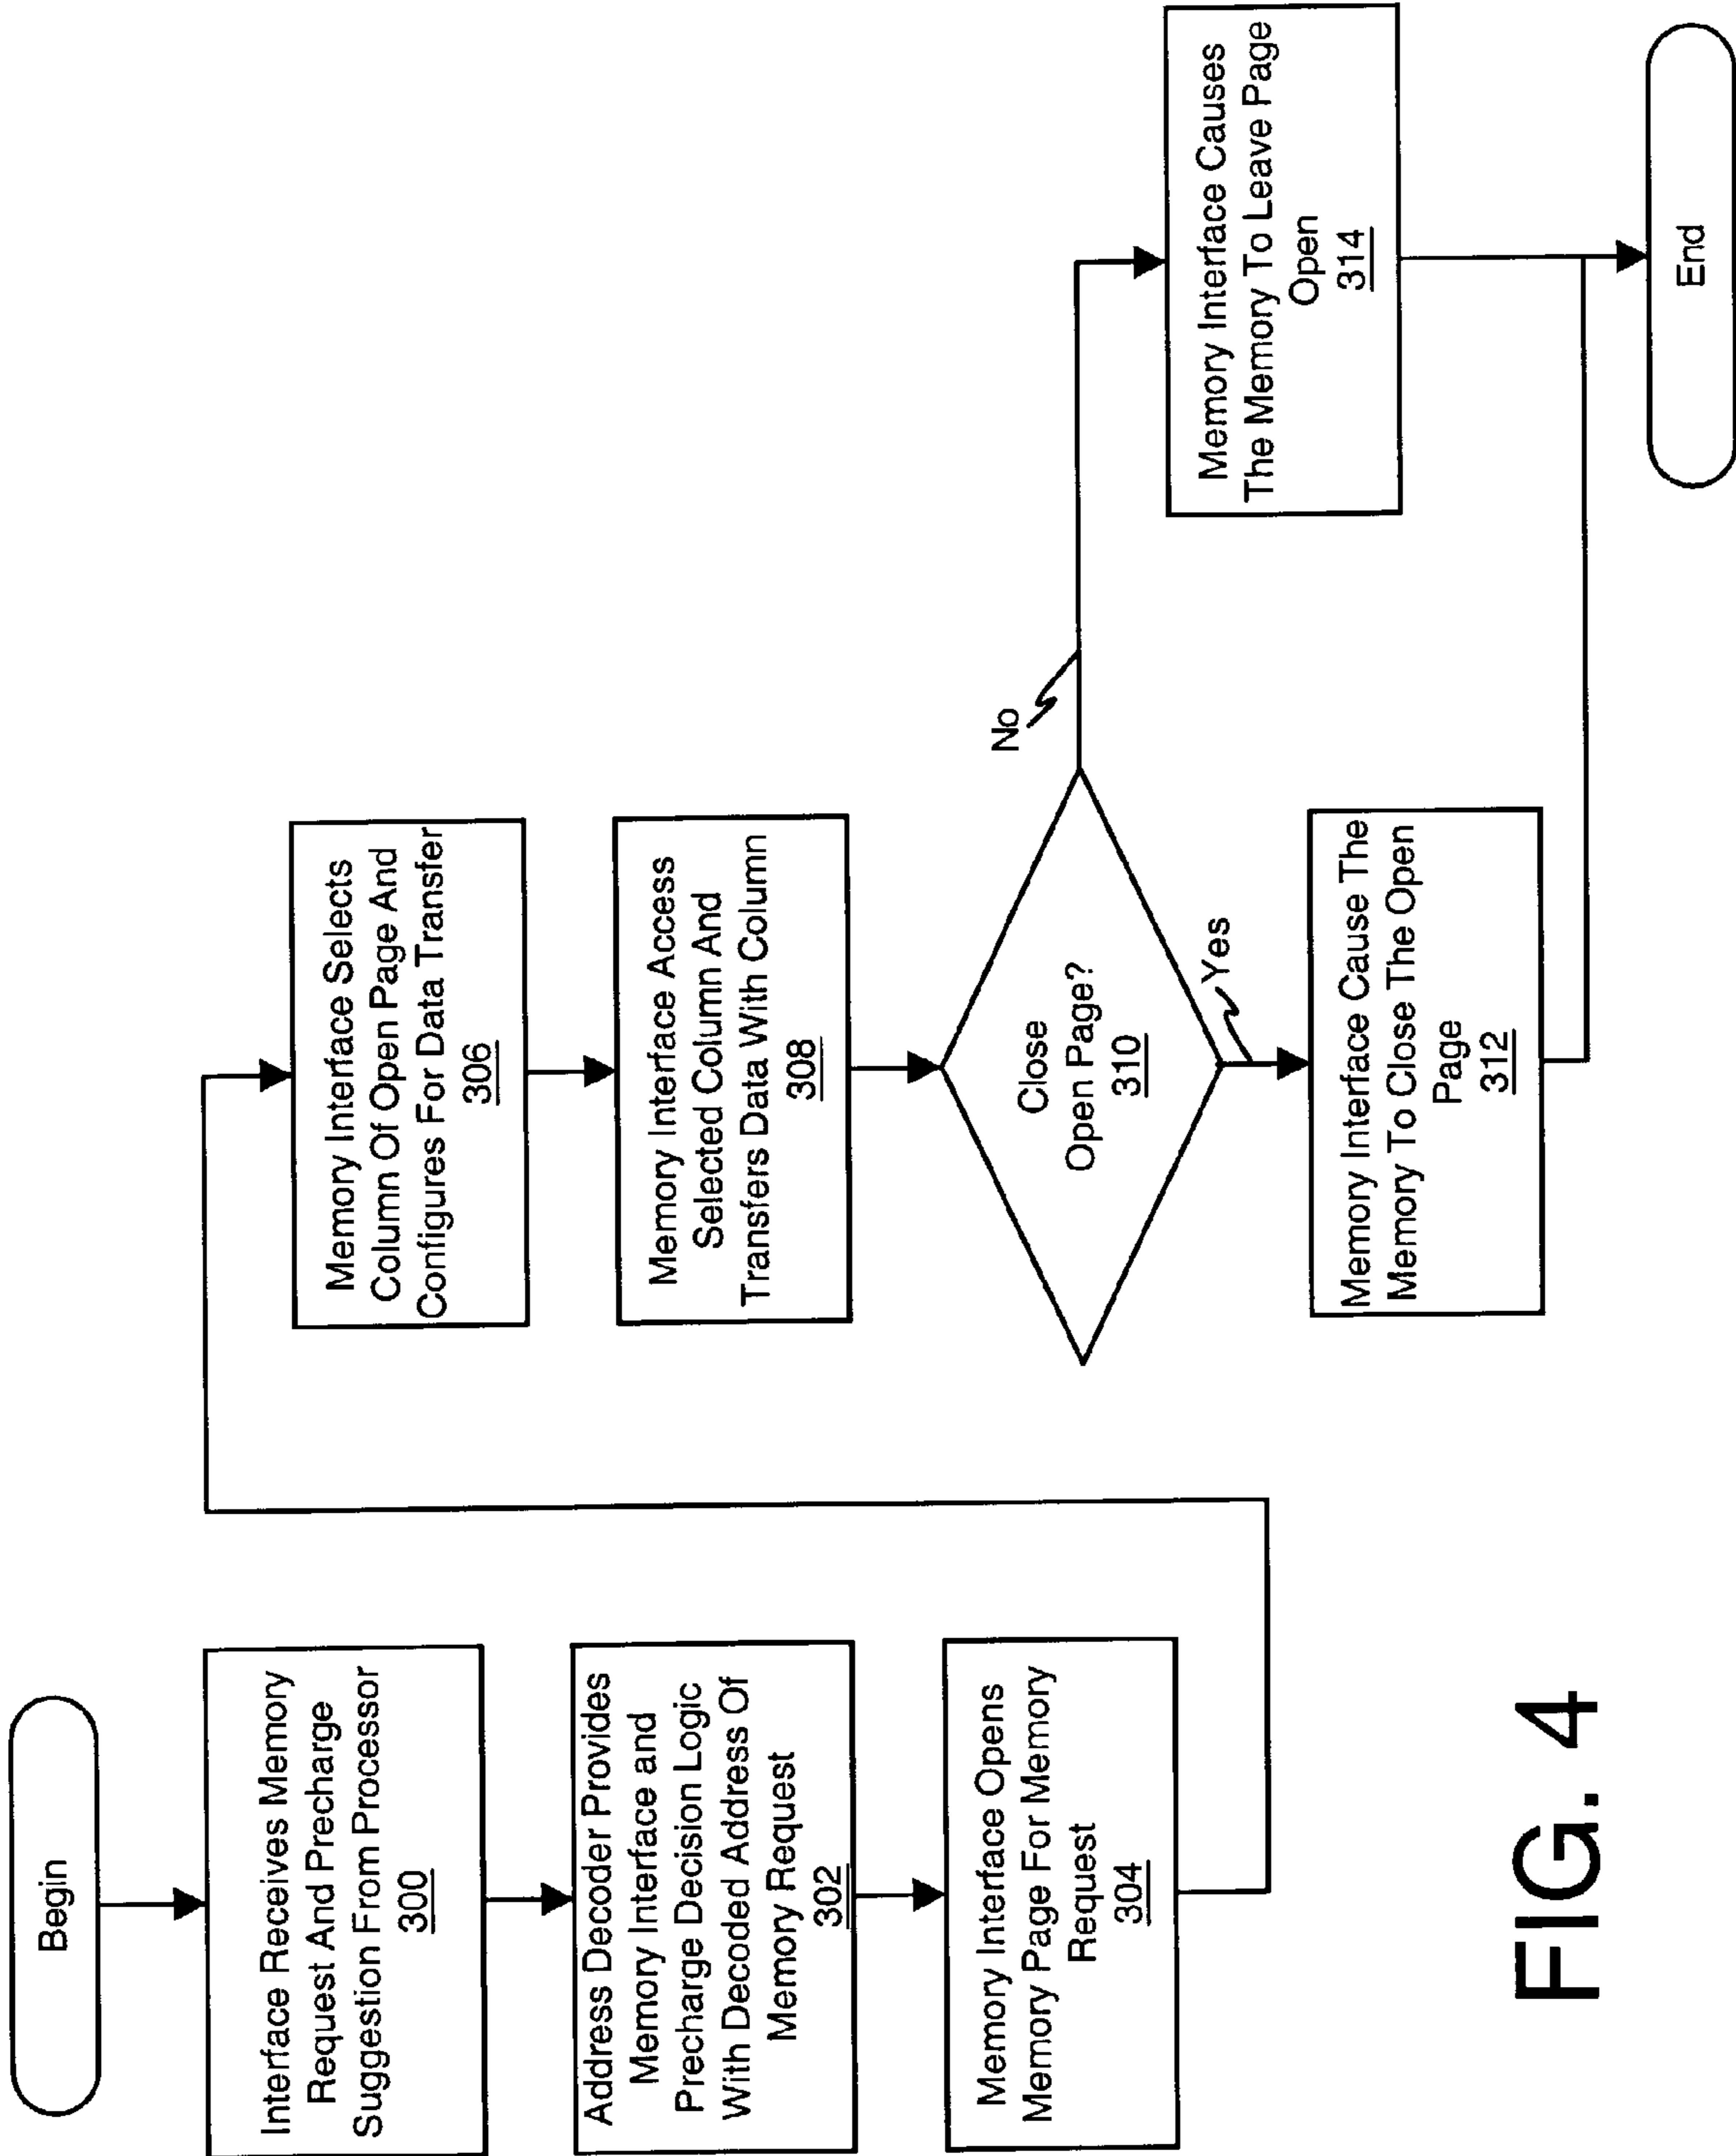 Begin
Interface Receives Memory
Request And Precharge
Suggestion From Processor
300
Address Decoder Provides
Memory Interface and
Precharge Decision Logic
With Decoded Address Of
Memory Request
302
Memory Interface Opens
Memory Page For Memory
Request
304
Memory Interface Selects
Column Of Open Page And
Configures For Data Transfer
306
Memory Interface Access
Selected Column And
Transfers Data With Column
308
Close
Open Page?
310
No
Yes
Memory Interface Cause The
Memory To Close The Open
Page
312
Memory Interface Causes
The Memory To Leave Page
Open
314
End
FIG. 4